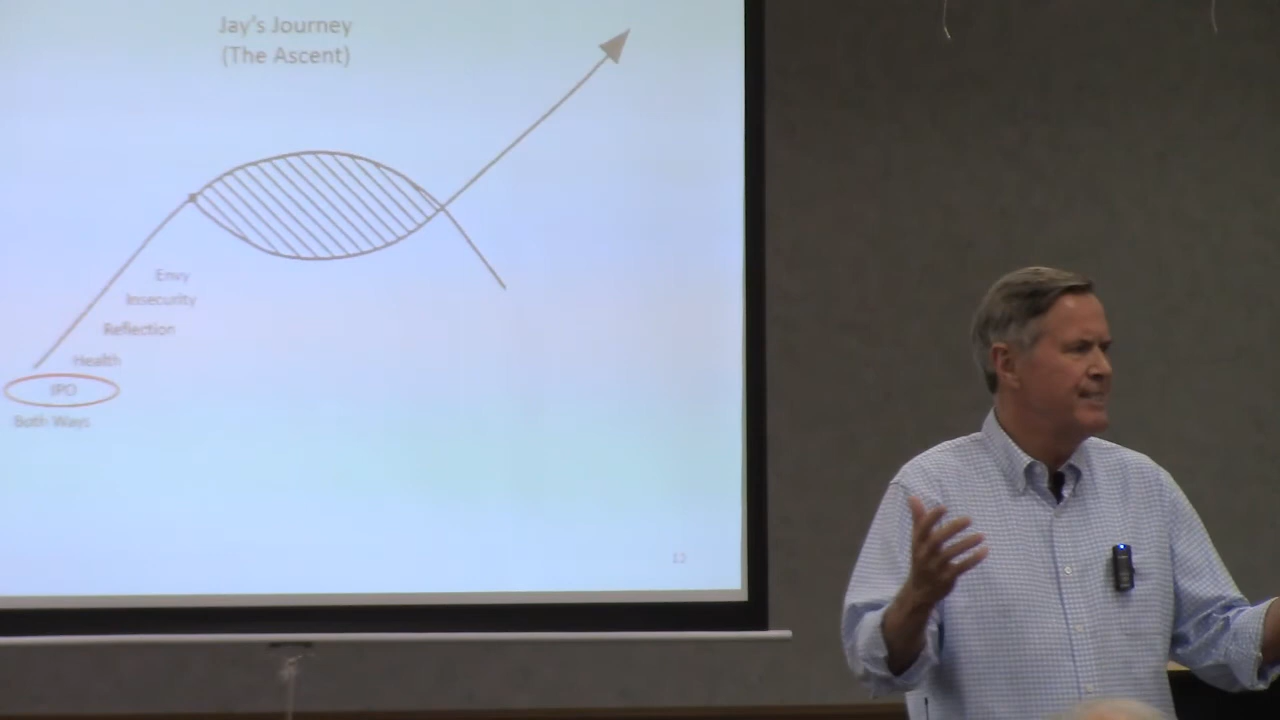 Jay's Journey
(The Ascent)
Envy
Insecurity
Reflection
Health
IPO
Both Ways